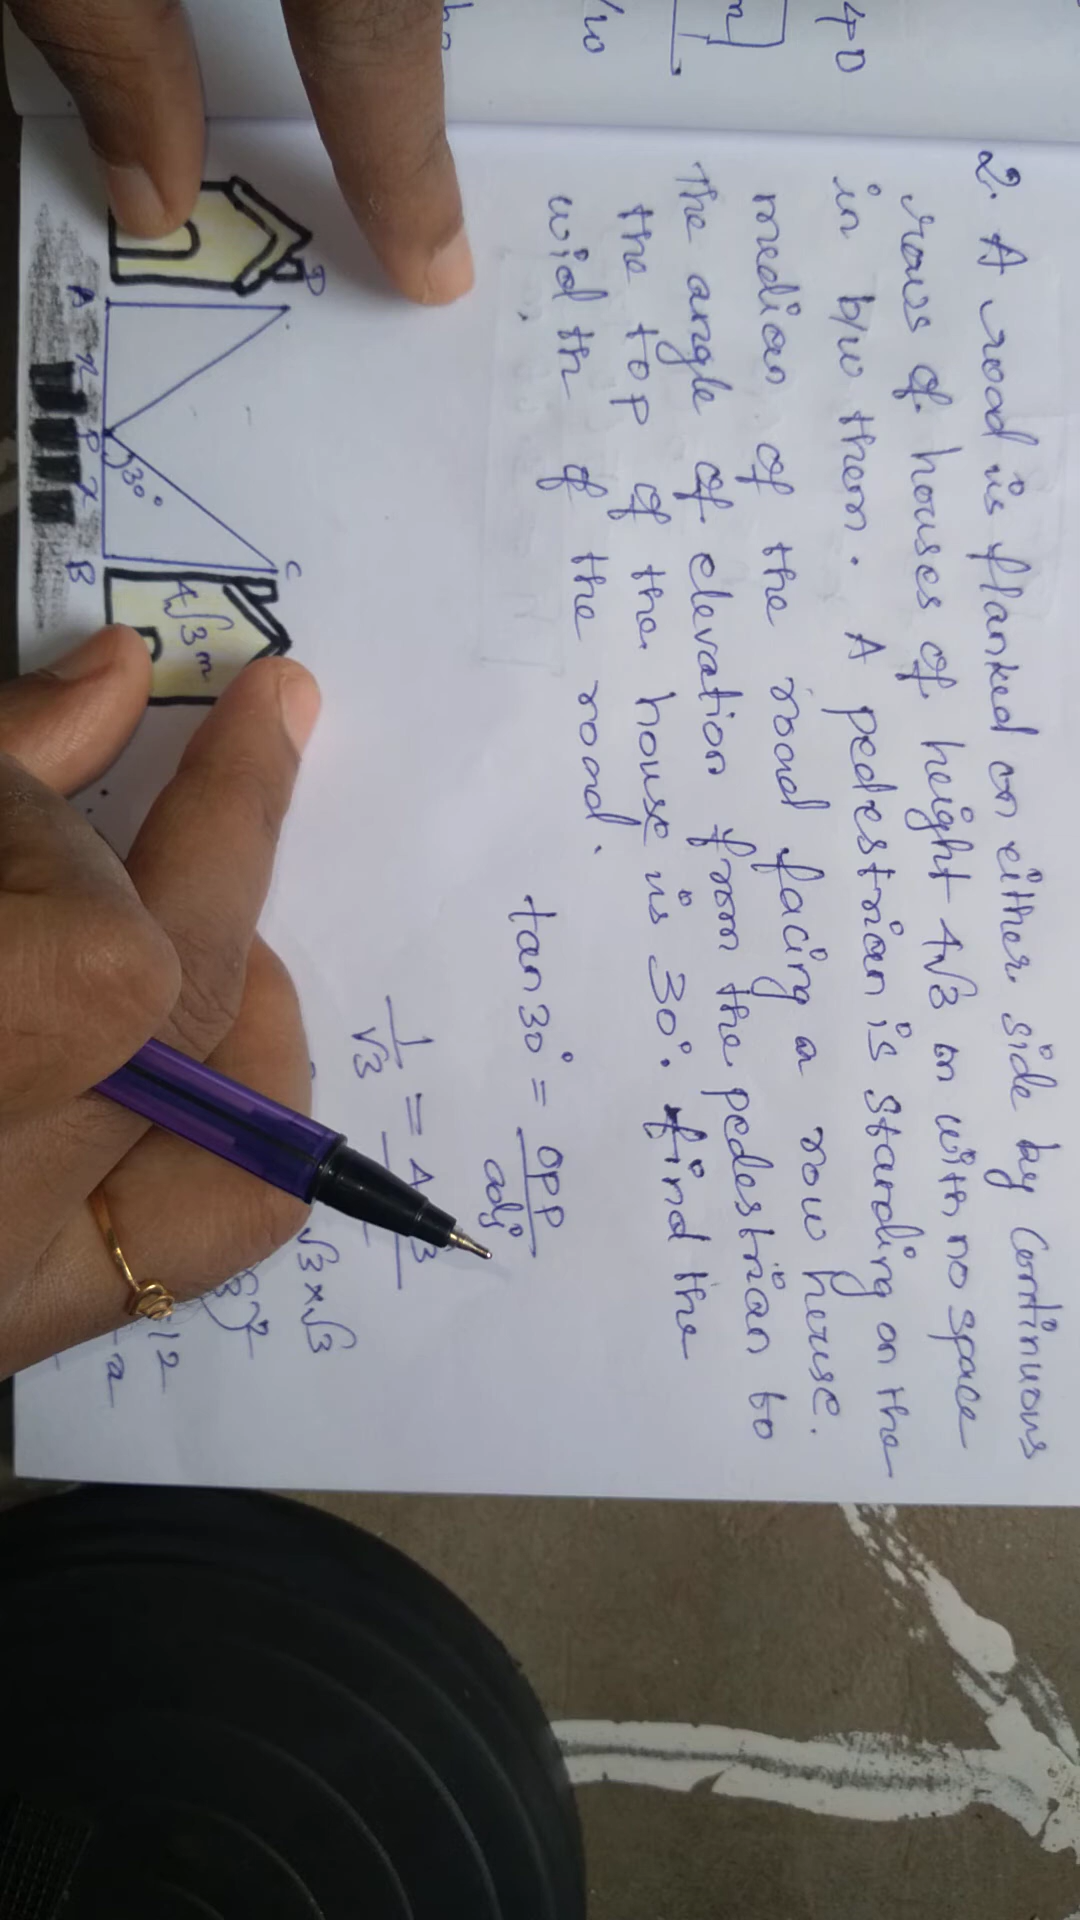 40
2. A road is flanked on either side by continuous
rows of houses of height 4√3 m with no space
in b/w them. A pedestrian is standing on the
median of the road facing a row house.
The angle of elevation from the pedestrian to
the top of the house is 30°. find the
width of the road.
tan 30° = opp
adj
1
√3
=
√3×√3
12
D
C
4√3 m
30°
A
P
B